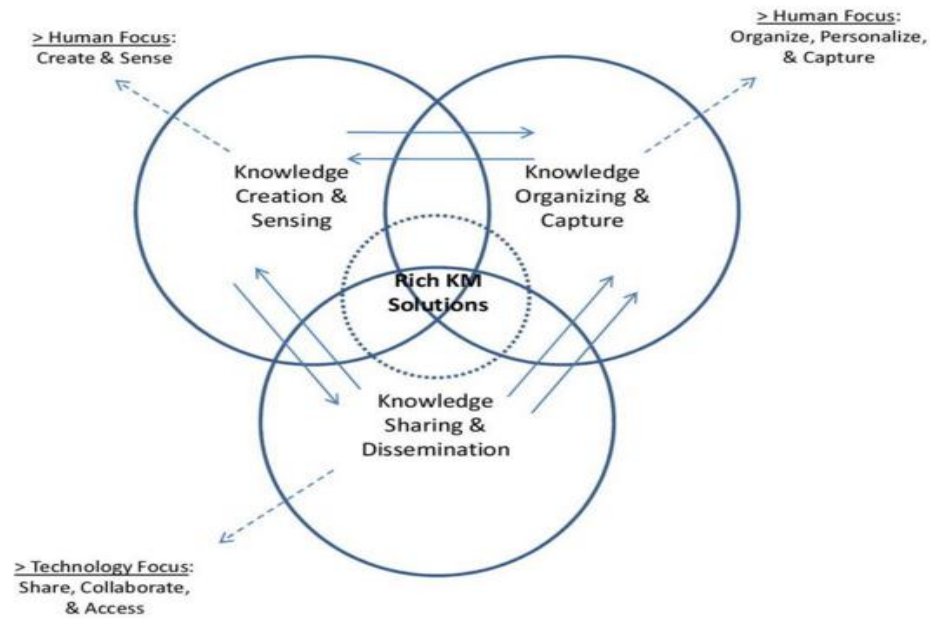 > Human Focus:
Create & Sense
> Human Focus:
Organize, Personalize,
& Capture
Knowledge
Creation &
Sensing
Knowledge
Organizing &
Capture
Rich KM
Solutions
Knowledge
Sharing &
Dissemination
> Technology Focus:
Share, Collaborate,
& Access